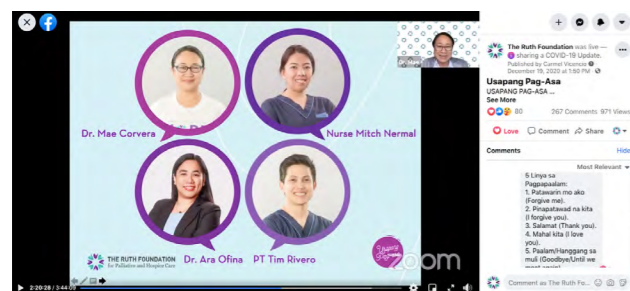 Dr. Mae Corvera
Nurse Mitch Nermal
Dr. Ara Ofina
PT Tim Rivero
THE RUTH FOUNDATION
for Palliative and Hospice Care
zoom
2:20:28 / 3:44:09
The Ruth Foundation was live —
sharing a COVID-19 Update.
Published by Carmel Vicencio
December 19, 2020 at 1:50 PM
Usapang Pag-Asa
USAPANG PAG-ASA ...
See More
80
767 Comments 971 Views
Love
Comment
Share
Comments
Hide
Most Relevant
5 Linya sa
Pagpapaalam:
1. Patawarin mo ako
(Forgive me).
2. Pinapatawad na kita
(I forgive you).
3. Salamat (Thank you).
4. Mahal kita (I love
you).
5. Paalam/Hanggang sa
muli (Goodbye/Until we
Comment as The Ruth Fo...